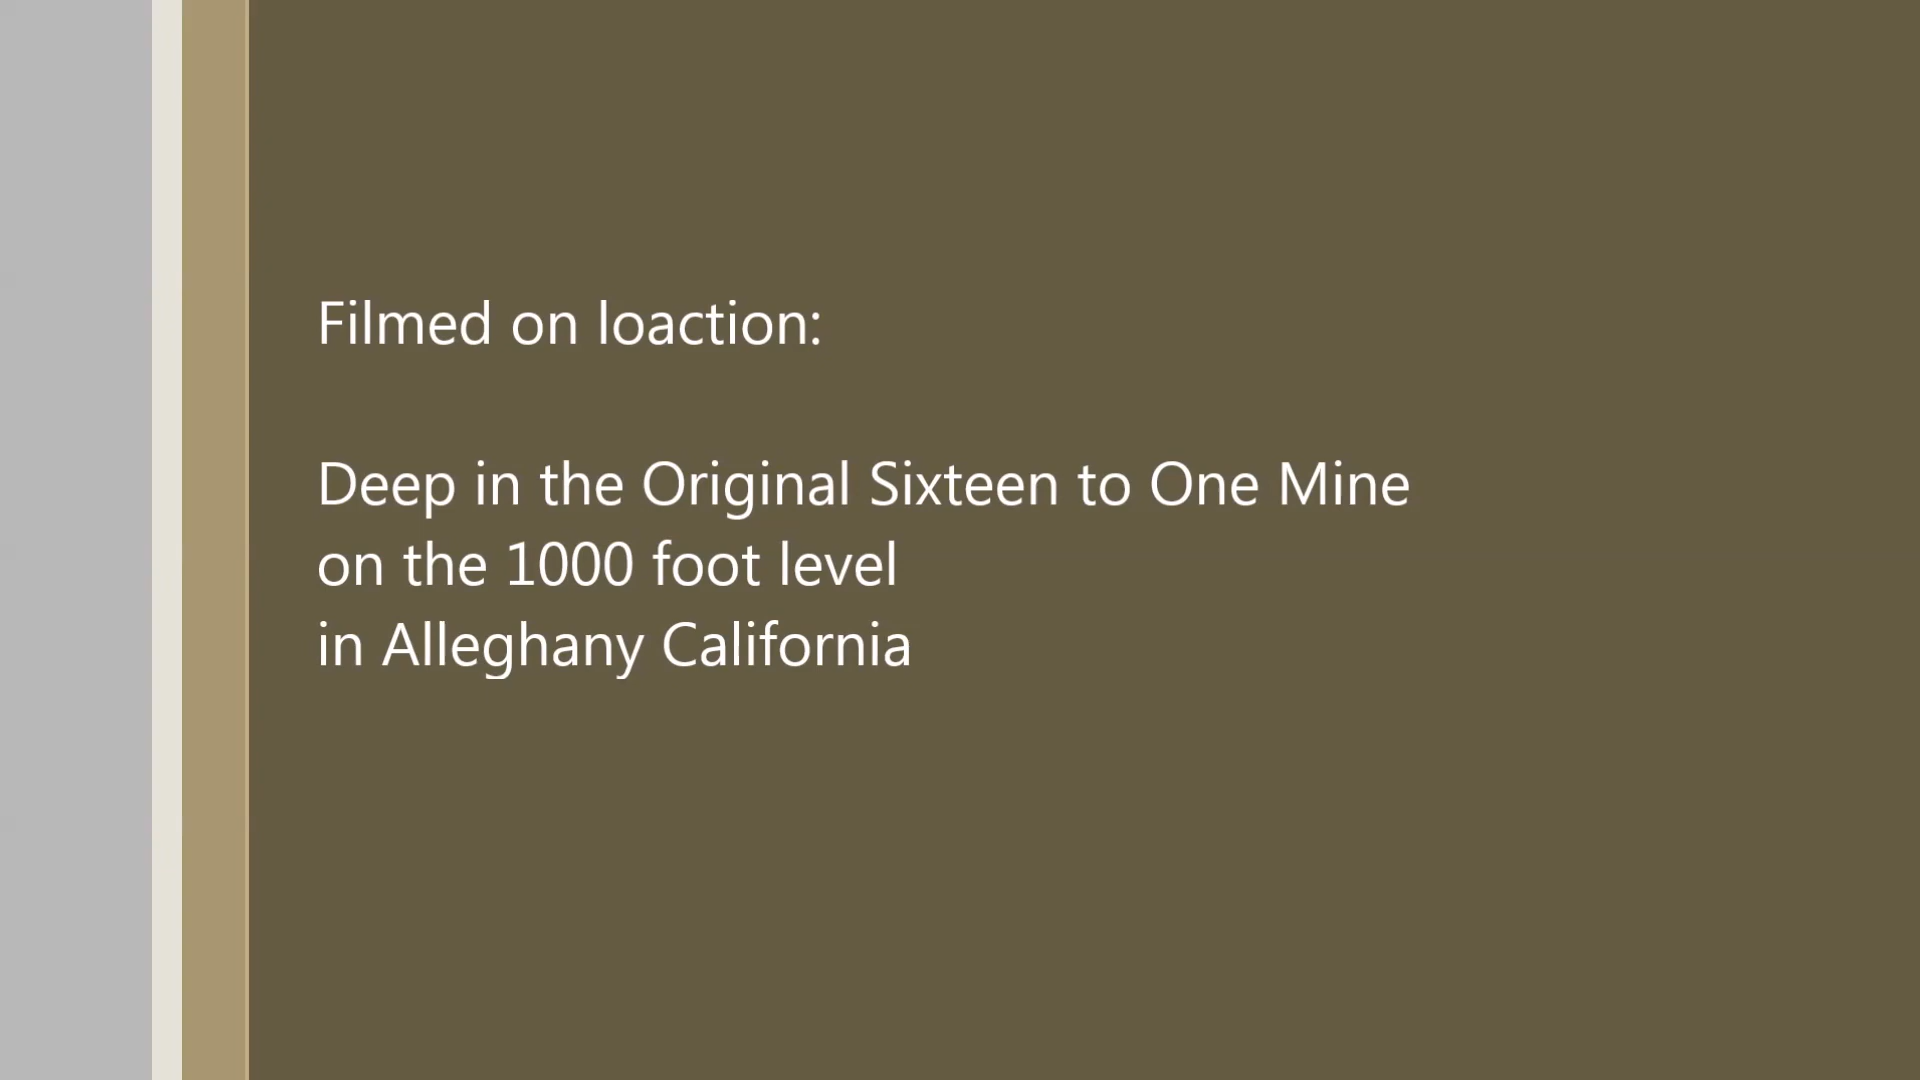 Filmed on loaction:
Deep in the Original Sixteen to One Mine
on the 1000 foot level
in Alleghany California